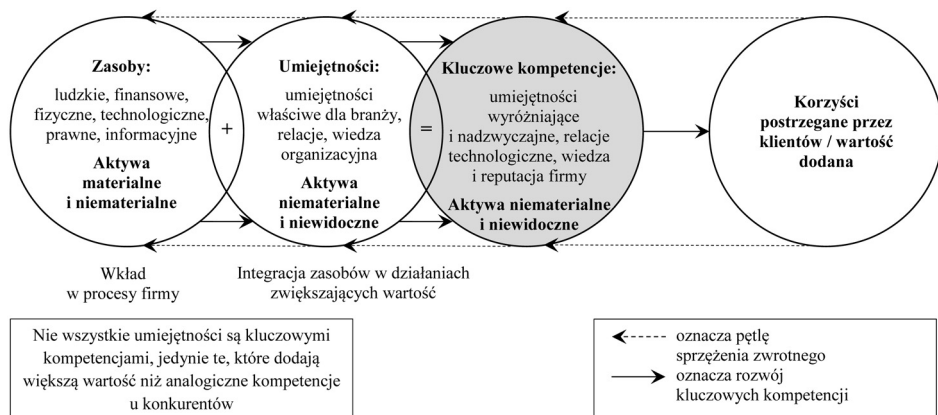 Zasoby:
ludzkie, finansowe,
fizyczne, technologiczne,
prawne, informacyjne
Aktywa
materialne
i niematerialne
+
Umiejętności:
umiejętności
właściwe dla branży,
relacje, wiedza
organizacyjna
Aktywa
niematerialne
i niewidoczne
=
Kluczowe kompetencje:
umiejętności
wyróżniające
i nadzwyczajne, relacje
technologiczne, wiedza
i reputacja firmy
Aktywa niematerialne
i niewidoczne
Korzyści
postrzegane przez
klientów / wartość
dodana
Wkład
w procesy firmy
Integracja zasobów w działaniach
zwiększających wartość
Nie wszystkie umiejętności są kluczowymi
kompetencjami, jedynie te, które dodają
większą wartość niż analogiczne kompetencje
u konkurentów
oznacza pętlę
sprzężenia zwrotnego
oznacza rozwój
kluczowych kompetencji